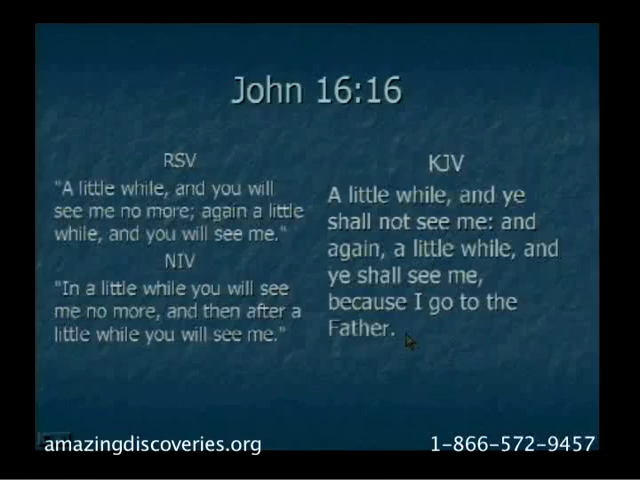 John 16:16
RSV
"A little while, and you will
see me no more; again a little
while, and you will see me."
NIV
"In a little while you will see
me no more, and then after a
little while you will see me."
KJV
A little while, and ye
shall not see me: and
again, a little while, and
ye shall see me,
because I go to the
Father.
amazingdiscoveries.org
1-866-572-9457